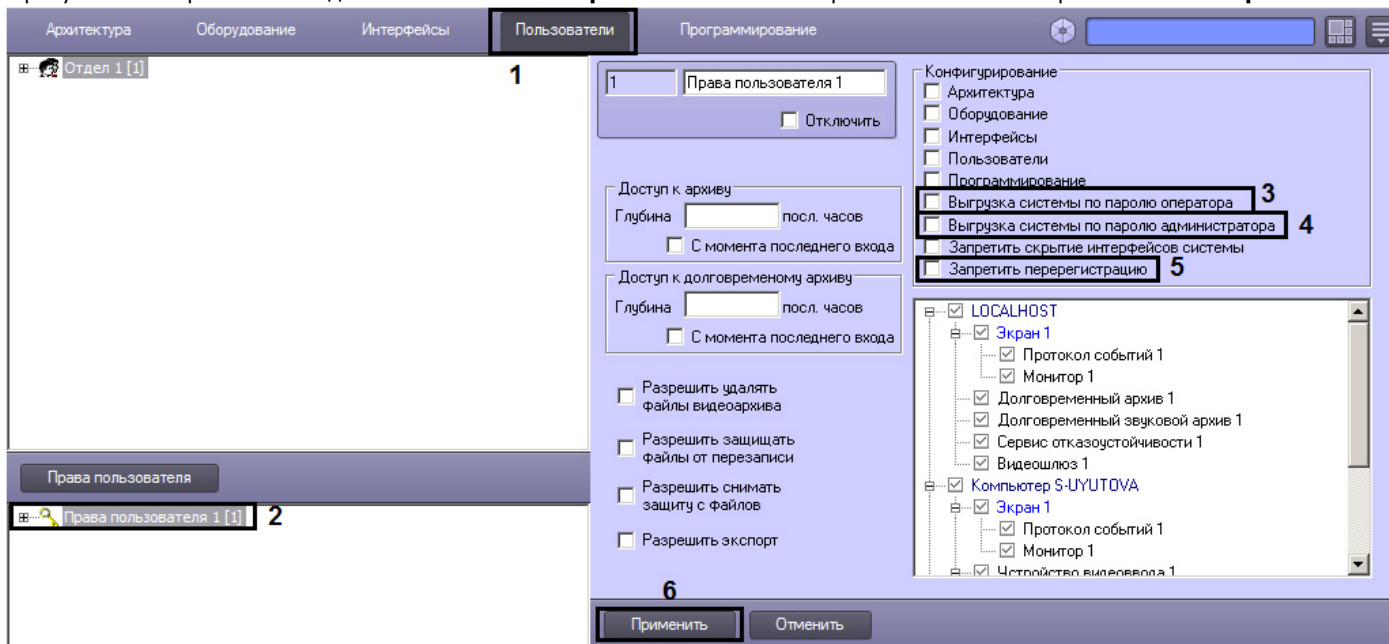 Архитектура Оборудование Интерфейсы Пользователи Программирование
1
Отдел 1 [1]
Права пользователя
Права пользователя 1 [1] 2
1 Права пользователя 1
Отключить
Доступ к архиву
Глубина посл. часов
С момента последнего входа
Доступ к долговременому архиву
Глубина посл. часов
С момента последнего входа
Разрешить удалять
файлы видеоархива
Разрешить защищать
файлы от перезаписи
Разрешить снимать
защиту с файлов
Разрешить экспорт
Конфигурирование
Архитектура
Оборудование
Интерфейсы
Пользователи
Программирование
Выгрузка системы по паролю оператора 3
Выгрузка системы по паролю администратора 4
Запретить скрытие интерфейсов системы
Запретить перерегистрацию 5
LOCALHOST
Экран 1
Протокол событий 1
Монитор 1
Долговременный архив 1
Долговременный звуковой архив 1
Сервис отказоустойчивости 1
Видеошлюз 1
Компьютер S-UYUTOVA
Экран 1
Протокол событий 1
Монитор 1
Устройство видеоввода 1
6
Применить Отменить